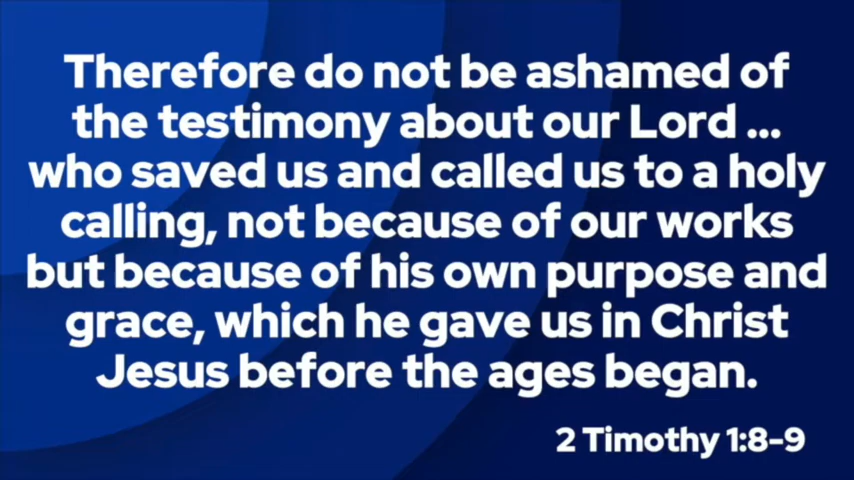 Therefore do not be ashamed of
the testimony about our Lord ...
who saved us and called us to a holy
calling, not because of our works
but because of his own purpose and
grace, which he gave us in Christ
Jesus before the ages began.
2 Timothy 1:8-9